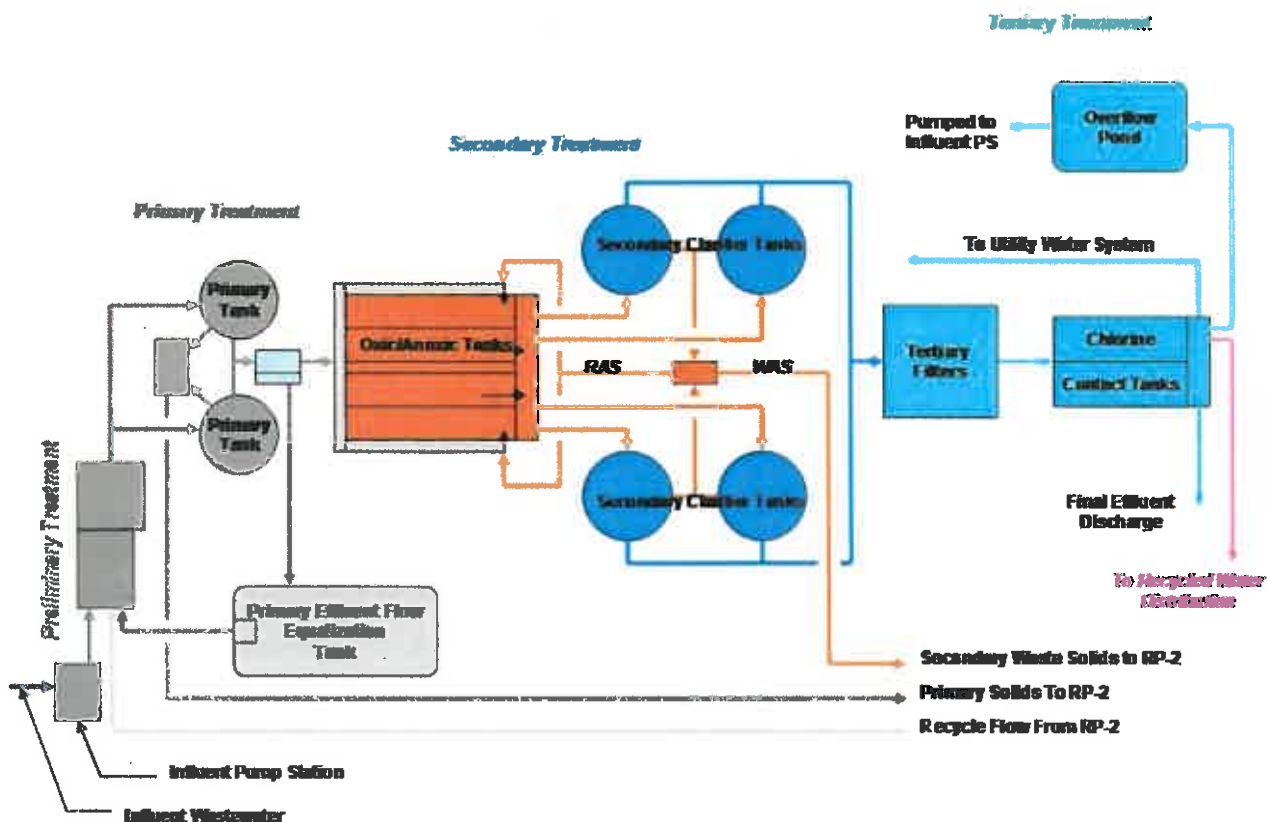 Tertiary Treatment
Pumped to
Influent PS
Overflow
Pond
Secondary Treatment
Primary Treatment
Secondary Clarifier Tanks
To Utility Water System
Primary
Tank
Oxic/Anoxic Tanks
RAS
WAS
Tertiary
Filters
Chlorine
Contact Tanks
Primary
Tank
Preliminary Treatment
Secondary Clarifier Tanks
Final Effluent
Discharge
To Recycled Water
Distribution
Primary Effluent Flow
Equalization
Tank
Secondary Waste Solids to RP-2
Primary Solids To RP-2
Recycle Flow From RP-2
Influent Pump Station
Influent Wastewater